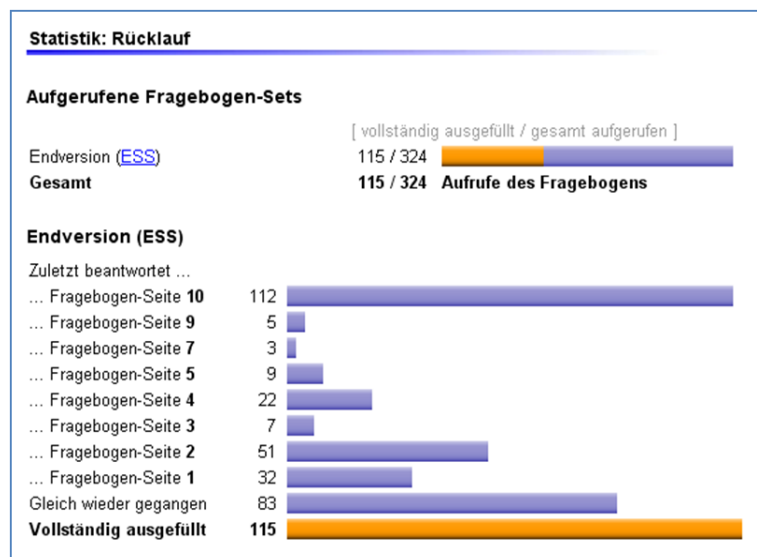 Statistik: Rücklauf
Aufgerufene Fragebogen-Sets
[ vollständig ausgefüllt / gesamt aufgerufen ]
Endversion (ESS) 115 / 324
Gesamt 115 / 324 Aufrufe des Fragebogens
Endversion (ESS)
Zuletzt beantwortet ...
... Fragebogen-Seite 10 112
... Fragebogen-Seite 9 5
... Fragebogen-Seite 7 3
... Fragebogen-Seite 5 9
... Fragebogen-Seite 4 22
... Fragebogen-Seite 3 7
... Fragebogen-Seite 2 51
... Fragebogen-Seite 1 32
Gleich wieder gegangen 83
Vollständig ausgefüllt 115